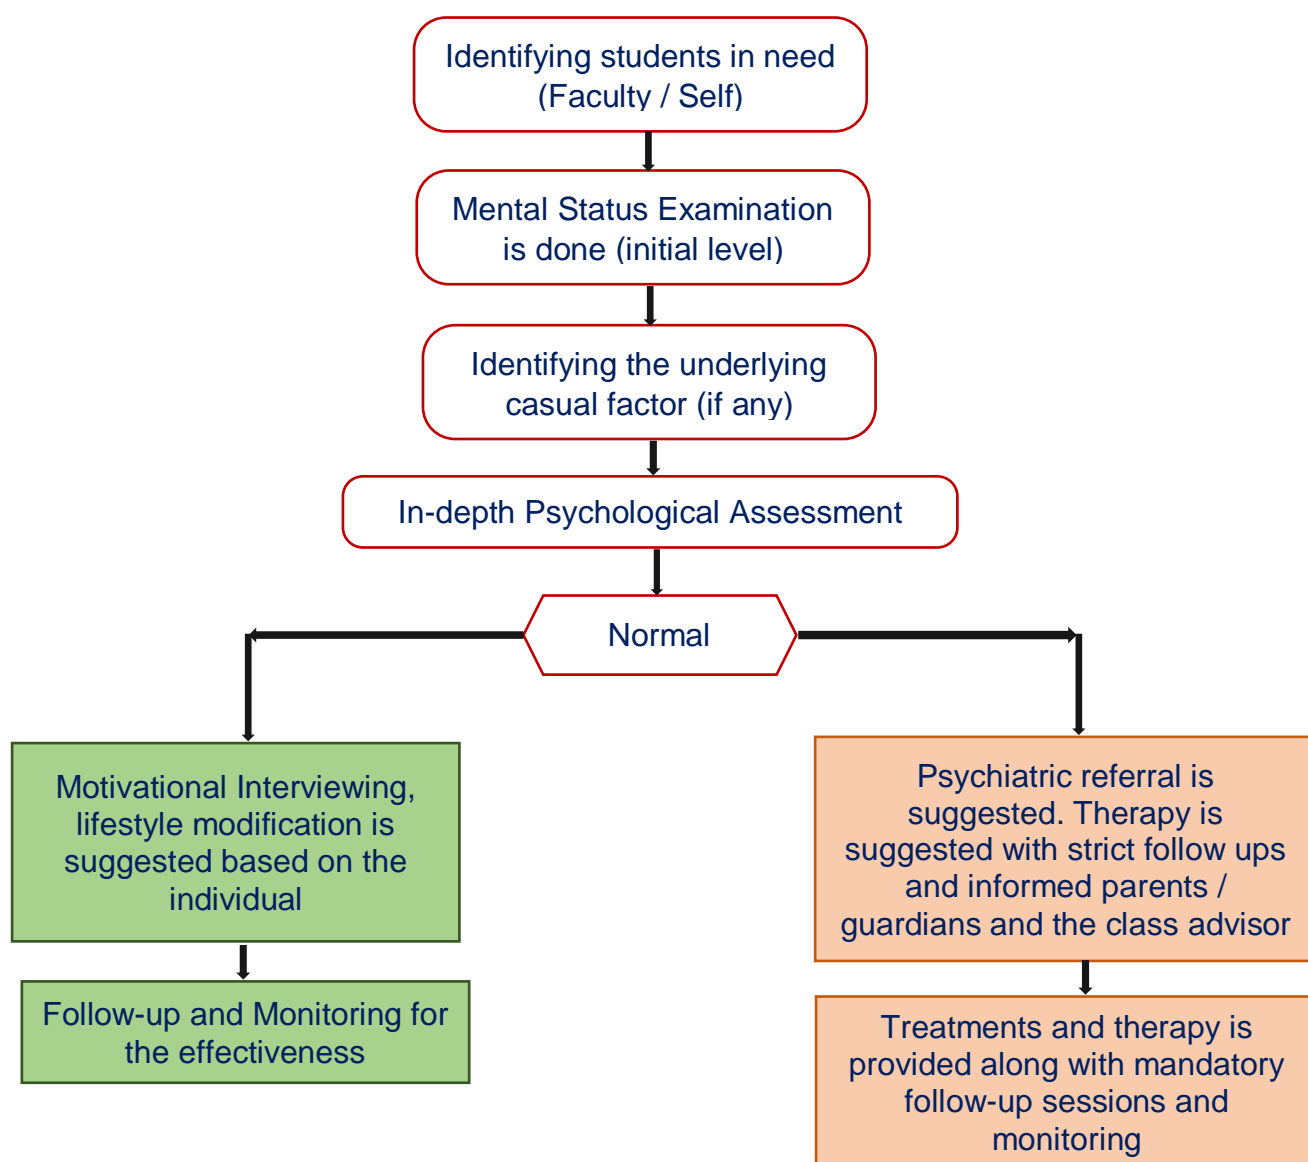 Identifying students in need
(Faculty / Self)
Mental Status Examination
is done (initial level)
Identifying the underlying
casual factor (if any)
In-depth Psychological Assessment
Normal
Motivational Interviewing,
lifestyle modification is
suggested based on the
individual
Follow-up and Monitoring for
the effectiveness
Psychiatric referral is
suggested. Therapy is
suggested with strict follow ups
and informed parents /
guardians and the class advisor
Treatments and therapy is
provided along with mandatory
follow-up sessions and
monitoring